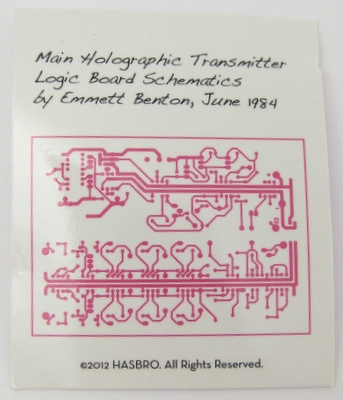 Main Holographic Transmitter
Logic Board Schematics
by Emmett Benton, June 1984
©2012 HASBRO. All Rights Reserved.